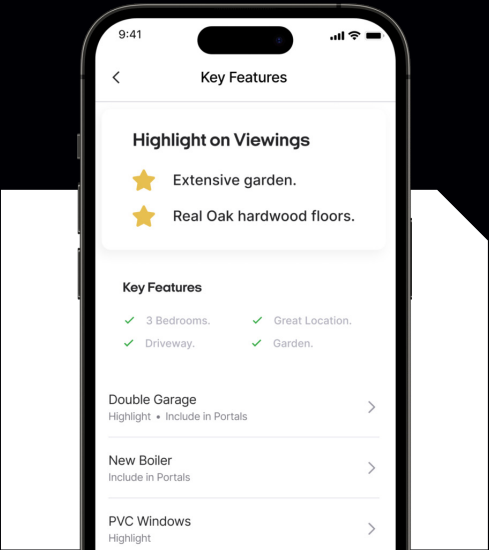 9:41
Key Features
Highlight on Viewings
Extensive garden.
Real Oak hardwood floors.
Key Features
3 Bedrooms.
Great Location.
Driveway.
Garden.
Double Garage
Highlight • Include in Portals
New Boiler
Include in Portals
PVC Windows
Highlight